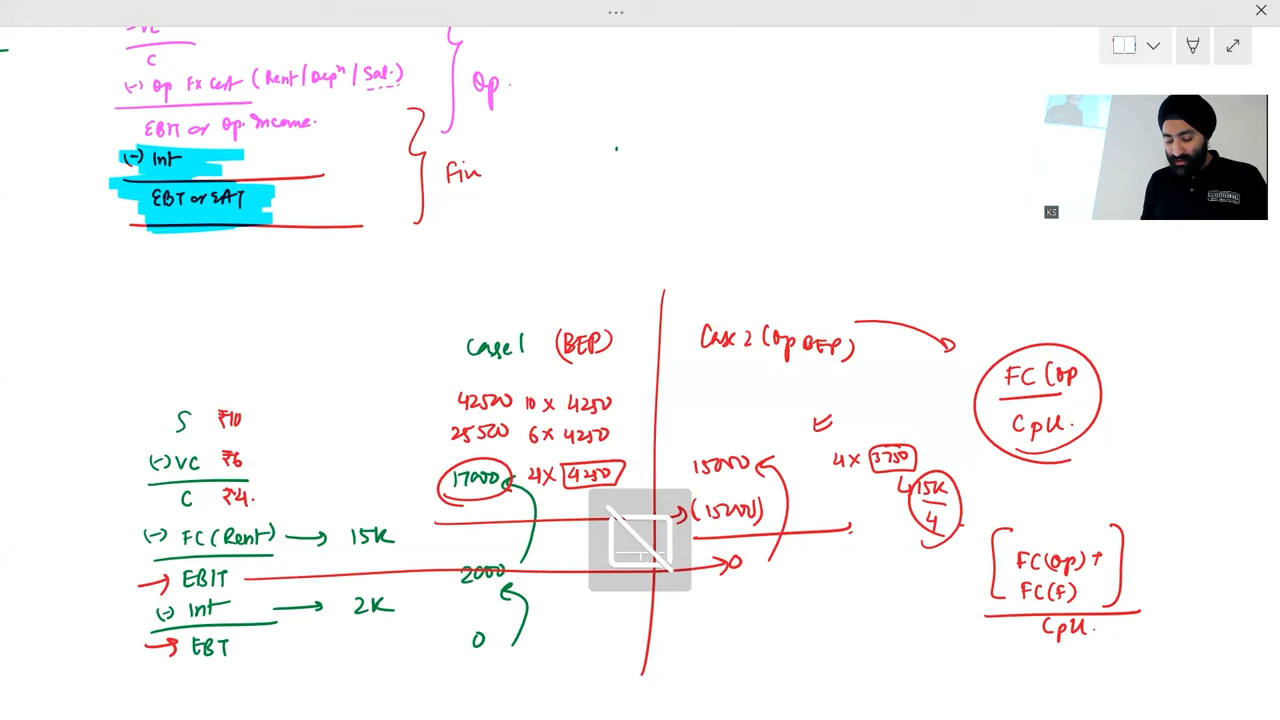 (-) VC
C
(-) Op Fx Cost (Rent/Depⁿ/Sal.)
EBIT or Op. Income.
Op.
(-) Int
Fin
EBT or EAT
KS
Case 1 (BEP)
Case 2 (Op BEP)
FC (Op
CpU.
42500 10 x 4250
25500 6 x 4250
17000 4 x 4250
S ₹10
(-) VC ₹6
C ₹4.
(-) FC (Rent) → 15K
→ EBIT
2000
(-) Int → 2K
→ EBT
0
15000
4 x 3750
15K
4
(15000)
0
FC(Op) +
FC(F)
CpU.